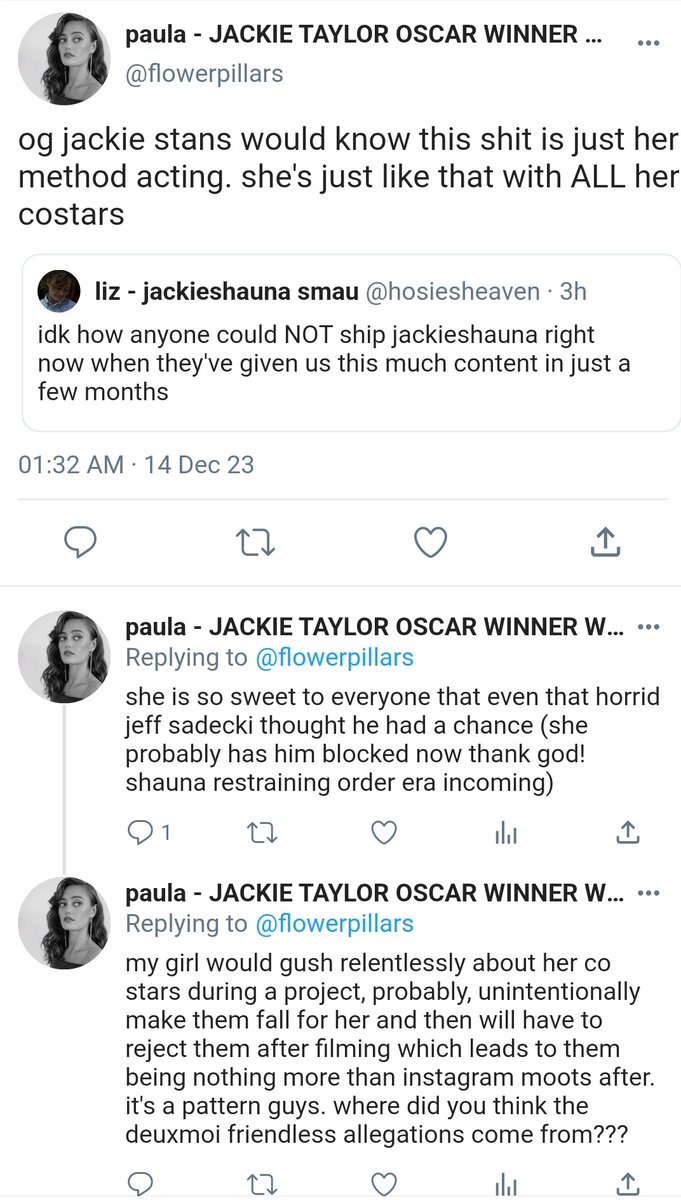 paula - JACKIE TAYLOR OSCAR WINNER ...
@flowerpillars
og jackie stans would know this shit is just her
method acting. she's just like that with ALL her
costars
liz - jackieshauna smau @hosiesheaven · 3h
idk how anyone could NOT ship jackieshauna right
now when they've given us this much content in just a
few months
01:32 AM · 14 Dec 23
paula - JACKIE TAYLOR OSCAR WINNER W...
Replying to @flowerpillars
she is so sweet to everyone that even that horrid
jeff sadecki thought he had a chance (she
probably has him blocked now thank god!
shauna restraining order era incoming)
1
paula - JACKIE TAYLOR OSCAR WINNER W...
Replying to @flowerpillars
my girl would gush relentlessly about her co
stars during a project, probably, unintentionally
make them fall for her and then will have to
reject them after filming which leads to them
being nothing more than instagram moots after.
it's a pattern guys. where did you think the
deuxmoi friendless allegations come from???